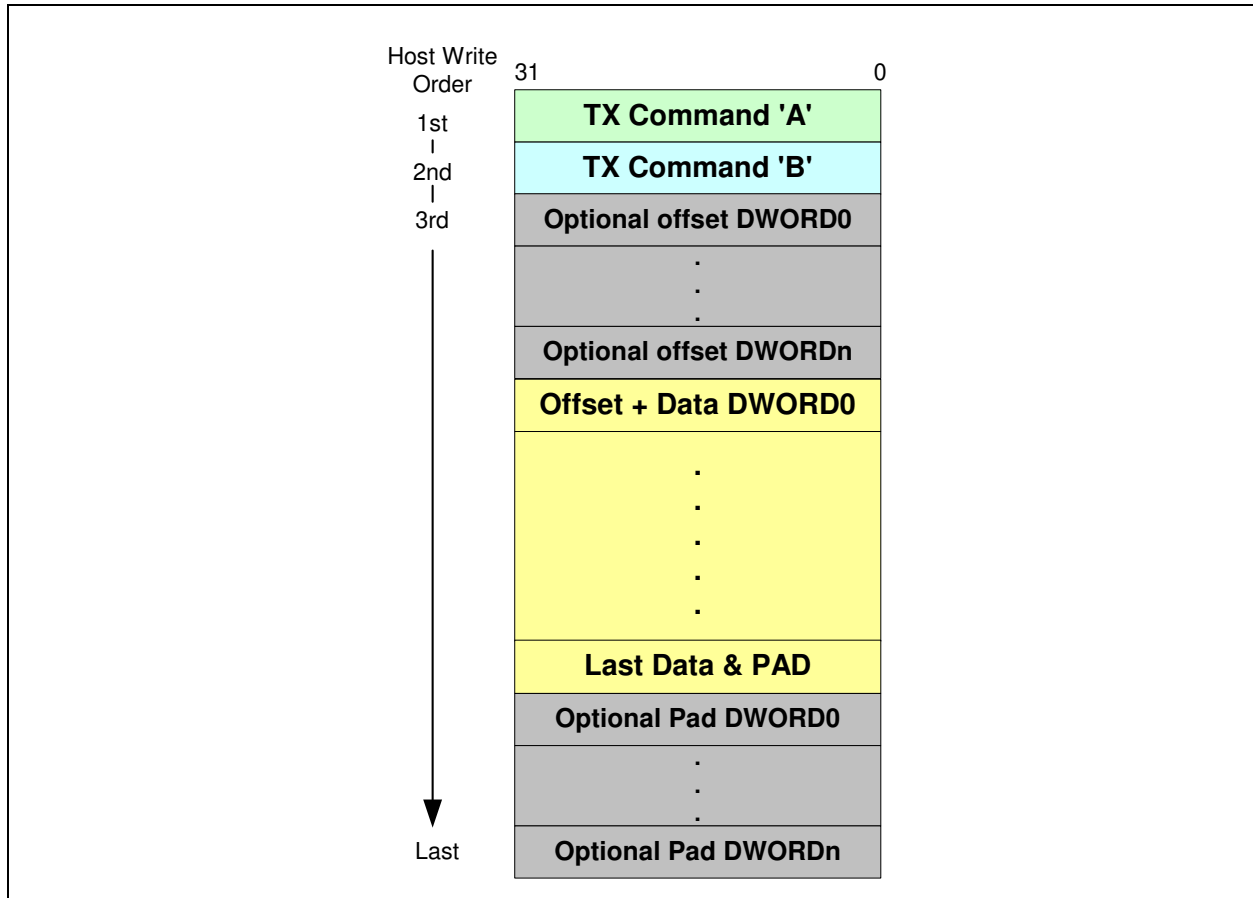 Host Write
Order
31 0
1st
TX Command 'A'
2nd
TX Command 'B'
3rd
Optional offset DWORD0
.
.
.
Optional offset DWORDn
Offset + Data DWORD0
.
.
.
.
.
Last Data & PAD
Optional Pad DWORD0
.
.
.
Last
Optional Pad DWORDn